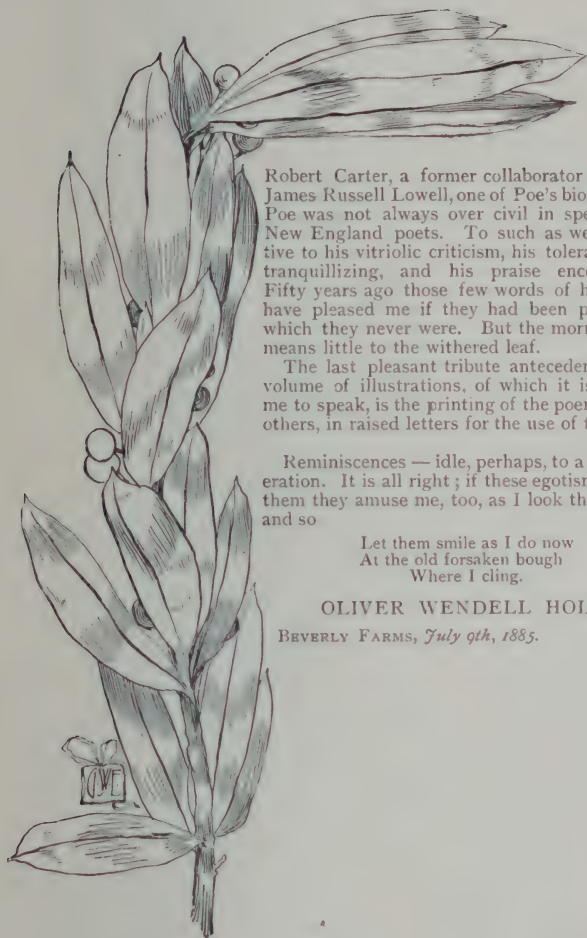 Robert Carter, a former collaborator
James Russell Lowell, one of Poe's bio
Poe was not always over civil in spe
New England poets. To such as we
tive to his vitriolic criticism, his tolera
tranquillizing, and his praise enc
Fifty years ago those few words of h
have pleased me if they had been p
which they never were. But the mor
means little to the withered leaf.
The last pleasant tribute anteceden
volume of illustrations, of which it is
me to speak, is the printing of the poem
others, in raised letters for the use of t
Reminiscences — idle, perhaps, to a
eration. It is all right; if these egotism
them they amuse me, too, as I look th
and so
Let them smile as I do now
At the old forsaken bough
Where I cling.
OLIVER WENDELL HOL
BEVERLY FARMS, July 9th, 1885.